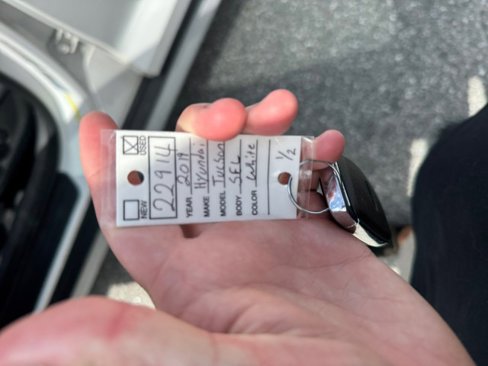 NEW USED
22914
YEAR 2019
MAKE Hyundai
MODEL Tucson
BODY SEL
COLOR White
1/2